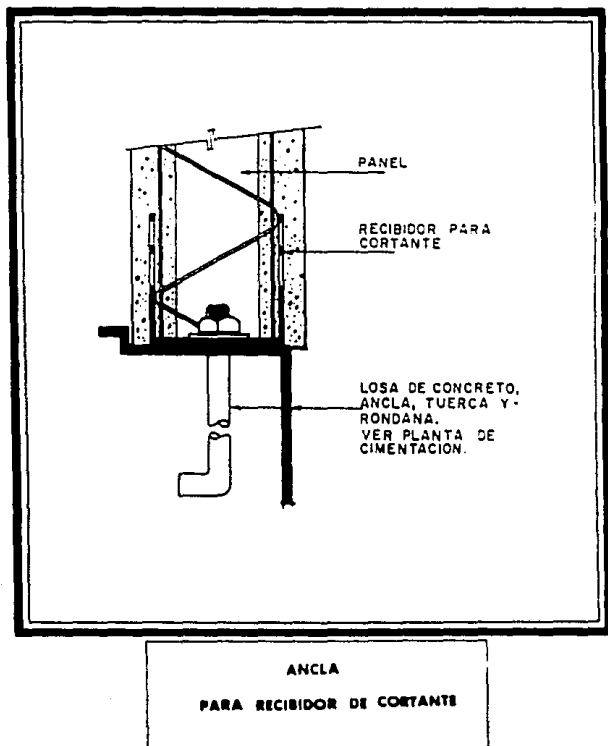 PANEL
RECIBIDOR PARA
CORTANTE
LOSA DE CONCRETO,
ANCLA, TUERCA Y-
RONDANA.
VER PLANTA DE
CIMENTACION.
ANCLA
PARA RECIBIDOR DE CORTANTE